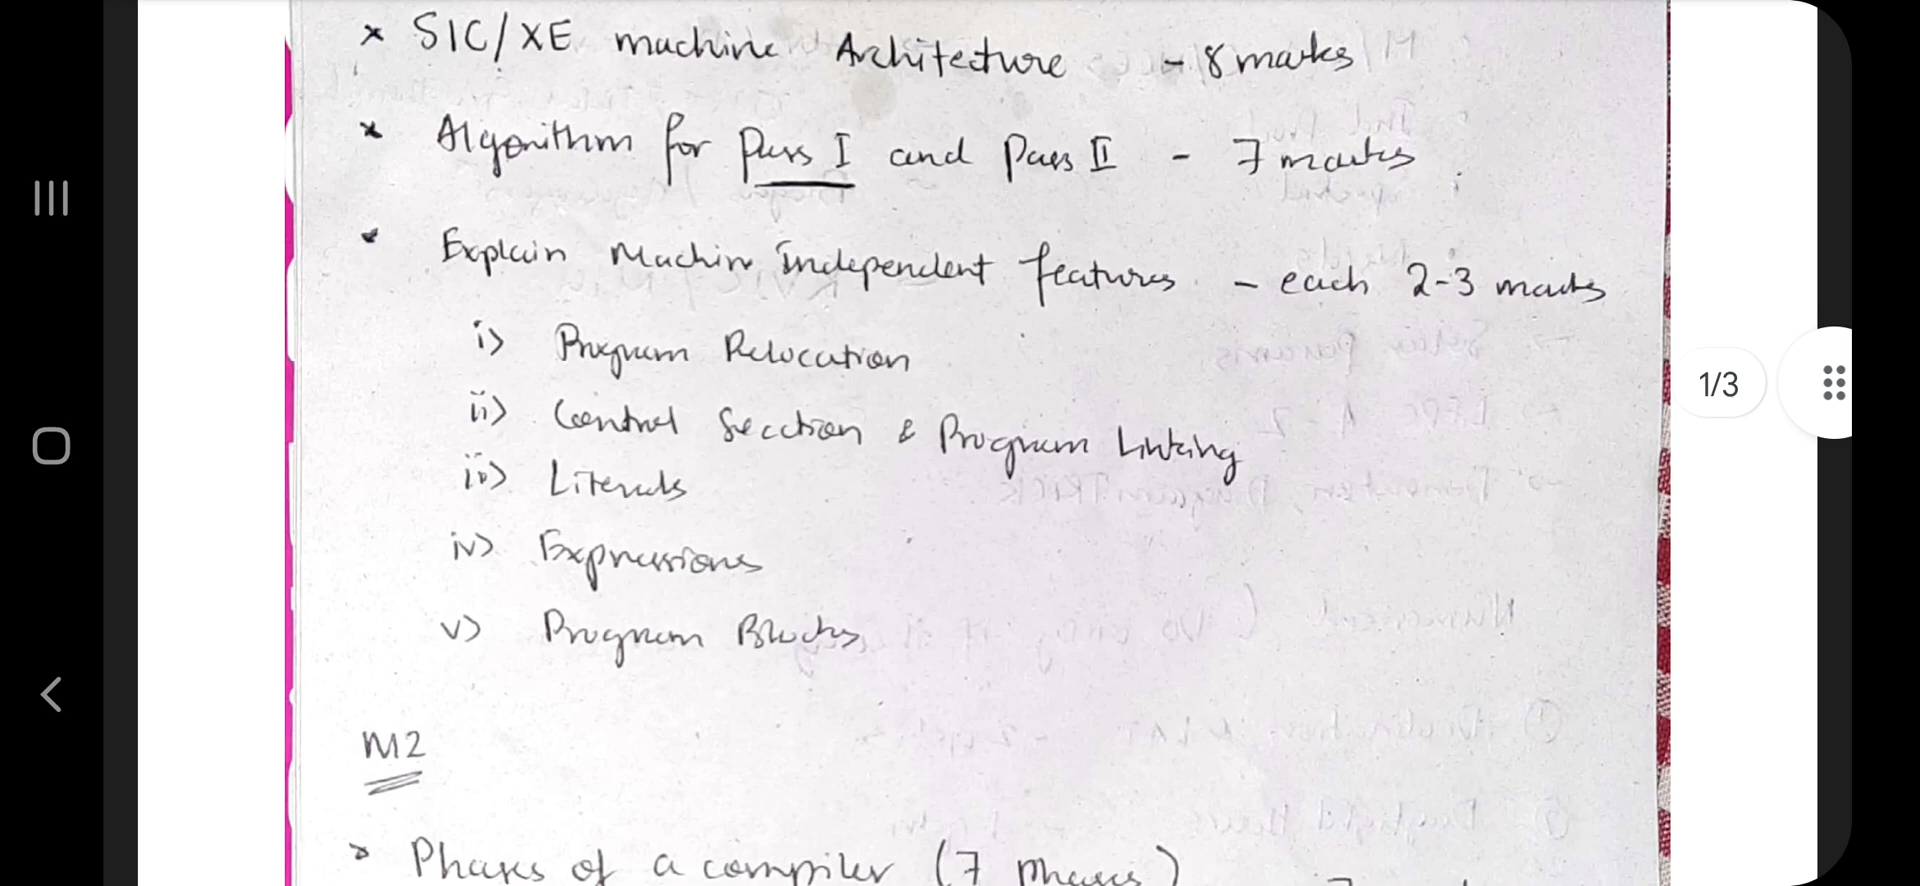 * SIC/XE machine Architecture - 8 marks
* Algorithm for Pass I and Pass II - 7 marks
* Explain Machine Independent features - each 2-3 marks
i) Program Relocation
ii) Control Section & Program Linking
iii) Literals
iv) Expressions
v) Program Blocks
1/3
M2
* Phases of a compiler (7 Phases)